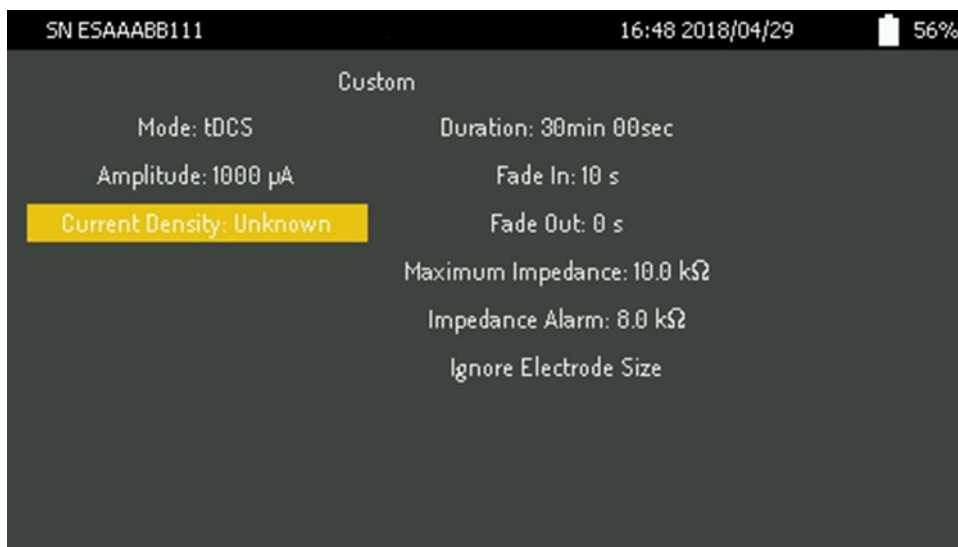 SN ESAAABB111 16:48 2018/04/29 56%
Custom
Mode: tDCS
Amplitude: 1000 µA
Current Density: Unknown
Duration: 30min 00sec
Fade In: 10 s
Fade Out: 0 s
Maximum Impedance: 10.0 kΩ
Impedance Alarm: 8.0 kΩ
Ignore Electrode Size